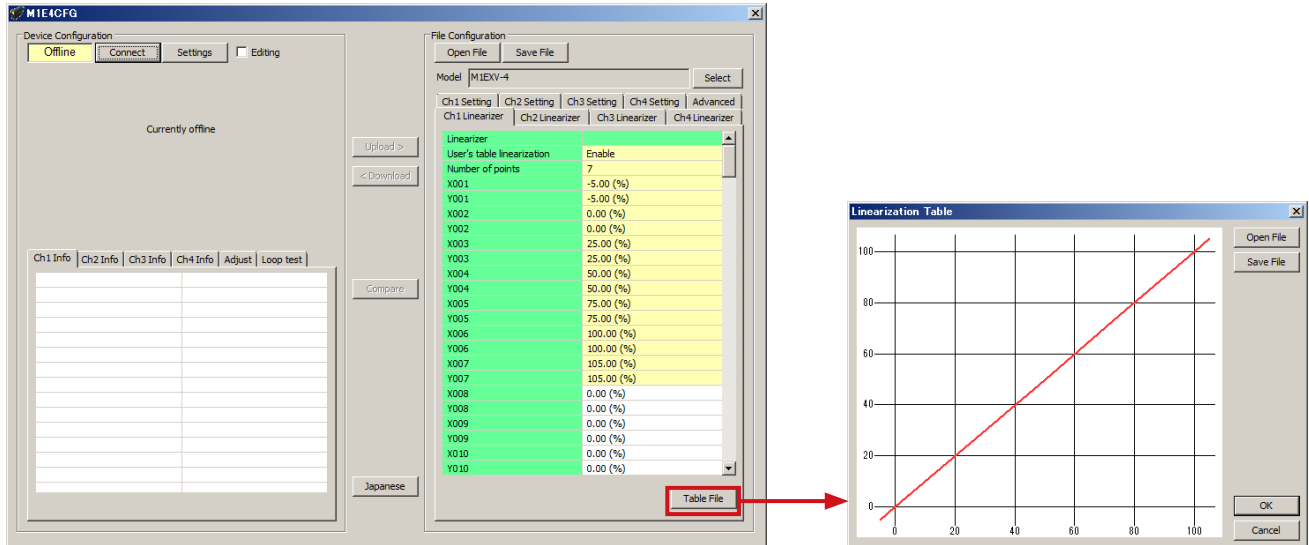 M1E4CFG
Device Configuration
Offline Connect Settings Editing
Currently offline
Ch1 Info Ch2 Info Ch3 Info Ch4 Info Adjust Loop test
Upload >
< Download
Compare
Japanese
File Configuration
Open File Save File
Model M1EXV-4 Select
Ch1 Setting Ch2 Setting Ch3 Setting Ch4 Setting Advanced
Ch1 Linearizer Ch2 Linearizer Ch3 Linearizer Ch4 Linearizer
Linearizer
User's table linearization Enable
Number of points 7
X001 -5.00 (%)
Y001 -5.00 (%)
X002 0.00 (%)
Y002 0.00 (%)
X003 25.00 (%)
Y003 25.00 (%)
X004 50.00 (%)
Y004 50.00 (%)
X005 75.00 (%)
Y005 75.00 (%)
X006 100.00 (%)
Y006 100.00 (%)
X007 105.00 (%)
Y007 105.00 (%)
X008 0.00 (%)
Y008 0.00 (%)
X009 0.00 (%)
Y009 0.00 (%)
X010 0.00 (%)
Y010 0.00 (%)
Table File
Linearization Table
100
80
60
40
20
0
0 20 40 60 80 100
Open File
Save File
OK
Cancel